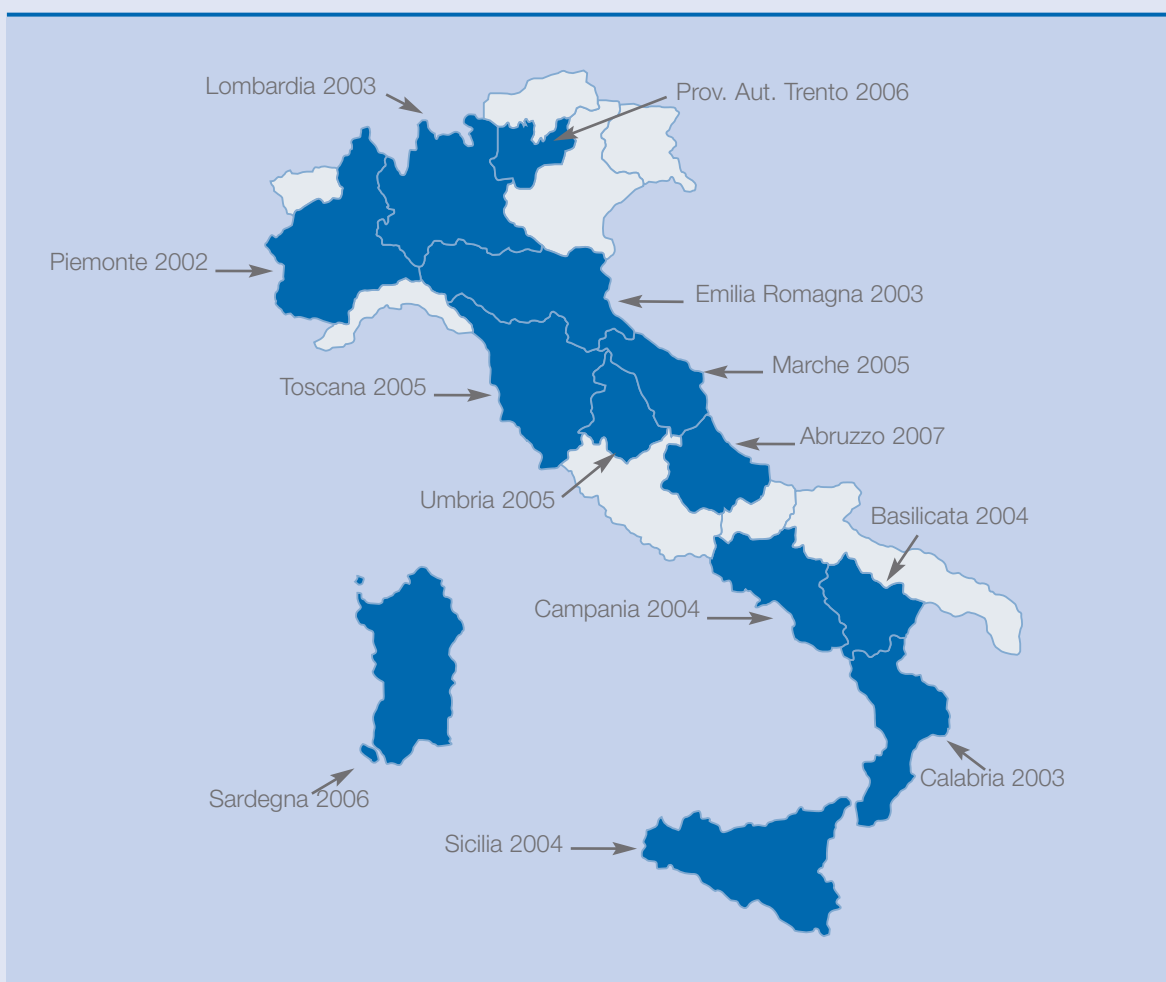 Lombardia 2003
Prov. Aut. Trento 2006
Piemonte 2002
Emilia Romagna 2003
Marche 2005
Toscana 2005
Abruzzo 2007
Umbria 2005
Basilicata 2004
Campania 2004
Calabria 2003
Sardegna 2006
Sicilia 2004